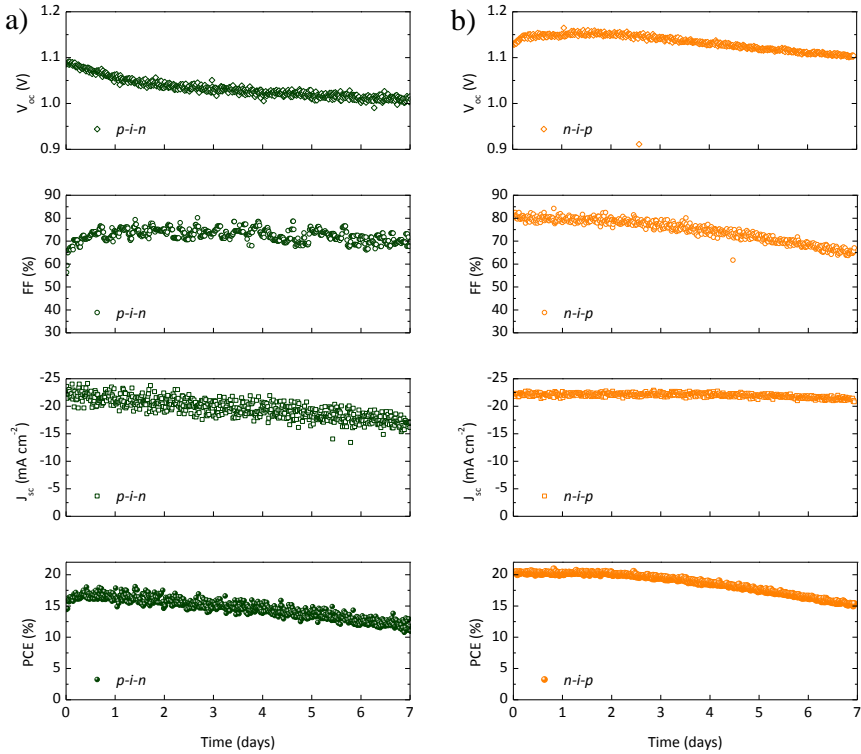 a)
1.2
1.1
1.0
0.9
V_oc (V)
p-i-n
90
80
70
60
50
40
30
FF (%)
p-i-n
-25
-20
-15
-10
-5
0
J_sc (mA cm⁻²)
p-i-n
20
15
10
5
0
PCE (%)
p-i-n
0 1 2 3 4 5 6 7
Time (days)
b)
1.2
1.1
1.0
0.9
V_oc (V)
n-i-p
90
80
70
60
50
40
30
FF (%)
n-i-p
-25
-20
-15
-10
-5
0
J_sc (mA cm⁻²)
n-i-p
20
15
10
5
0
PCE (%)
n-i-p
0 1 2 3 4 5 6 7
Time (days)